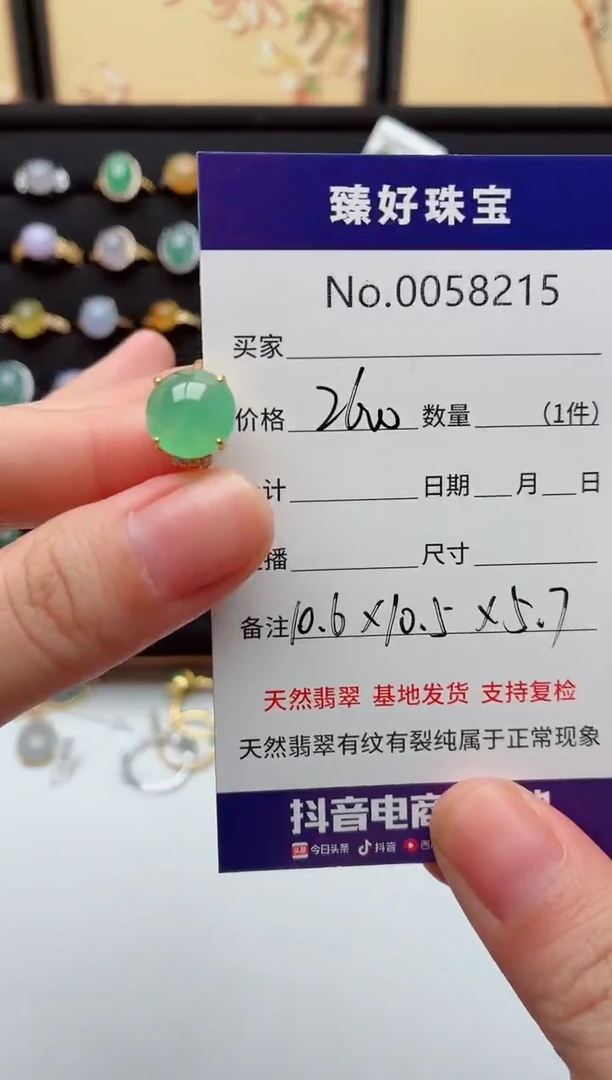 臻好珠宝
No.0058215
买家
价格 2600 数量 (1件)
计 日期 月 日
播 尺寸
备注 10.6×10.5×5.7
天然翡翠 基地发货 支持复检
天然翡翠有纹有裂纯属于正常现象
抖音电商
今日头条 抖音 西